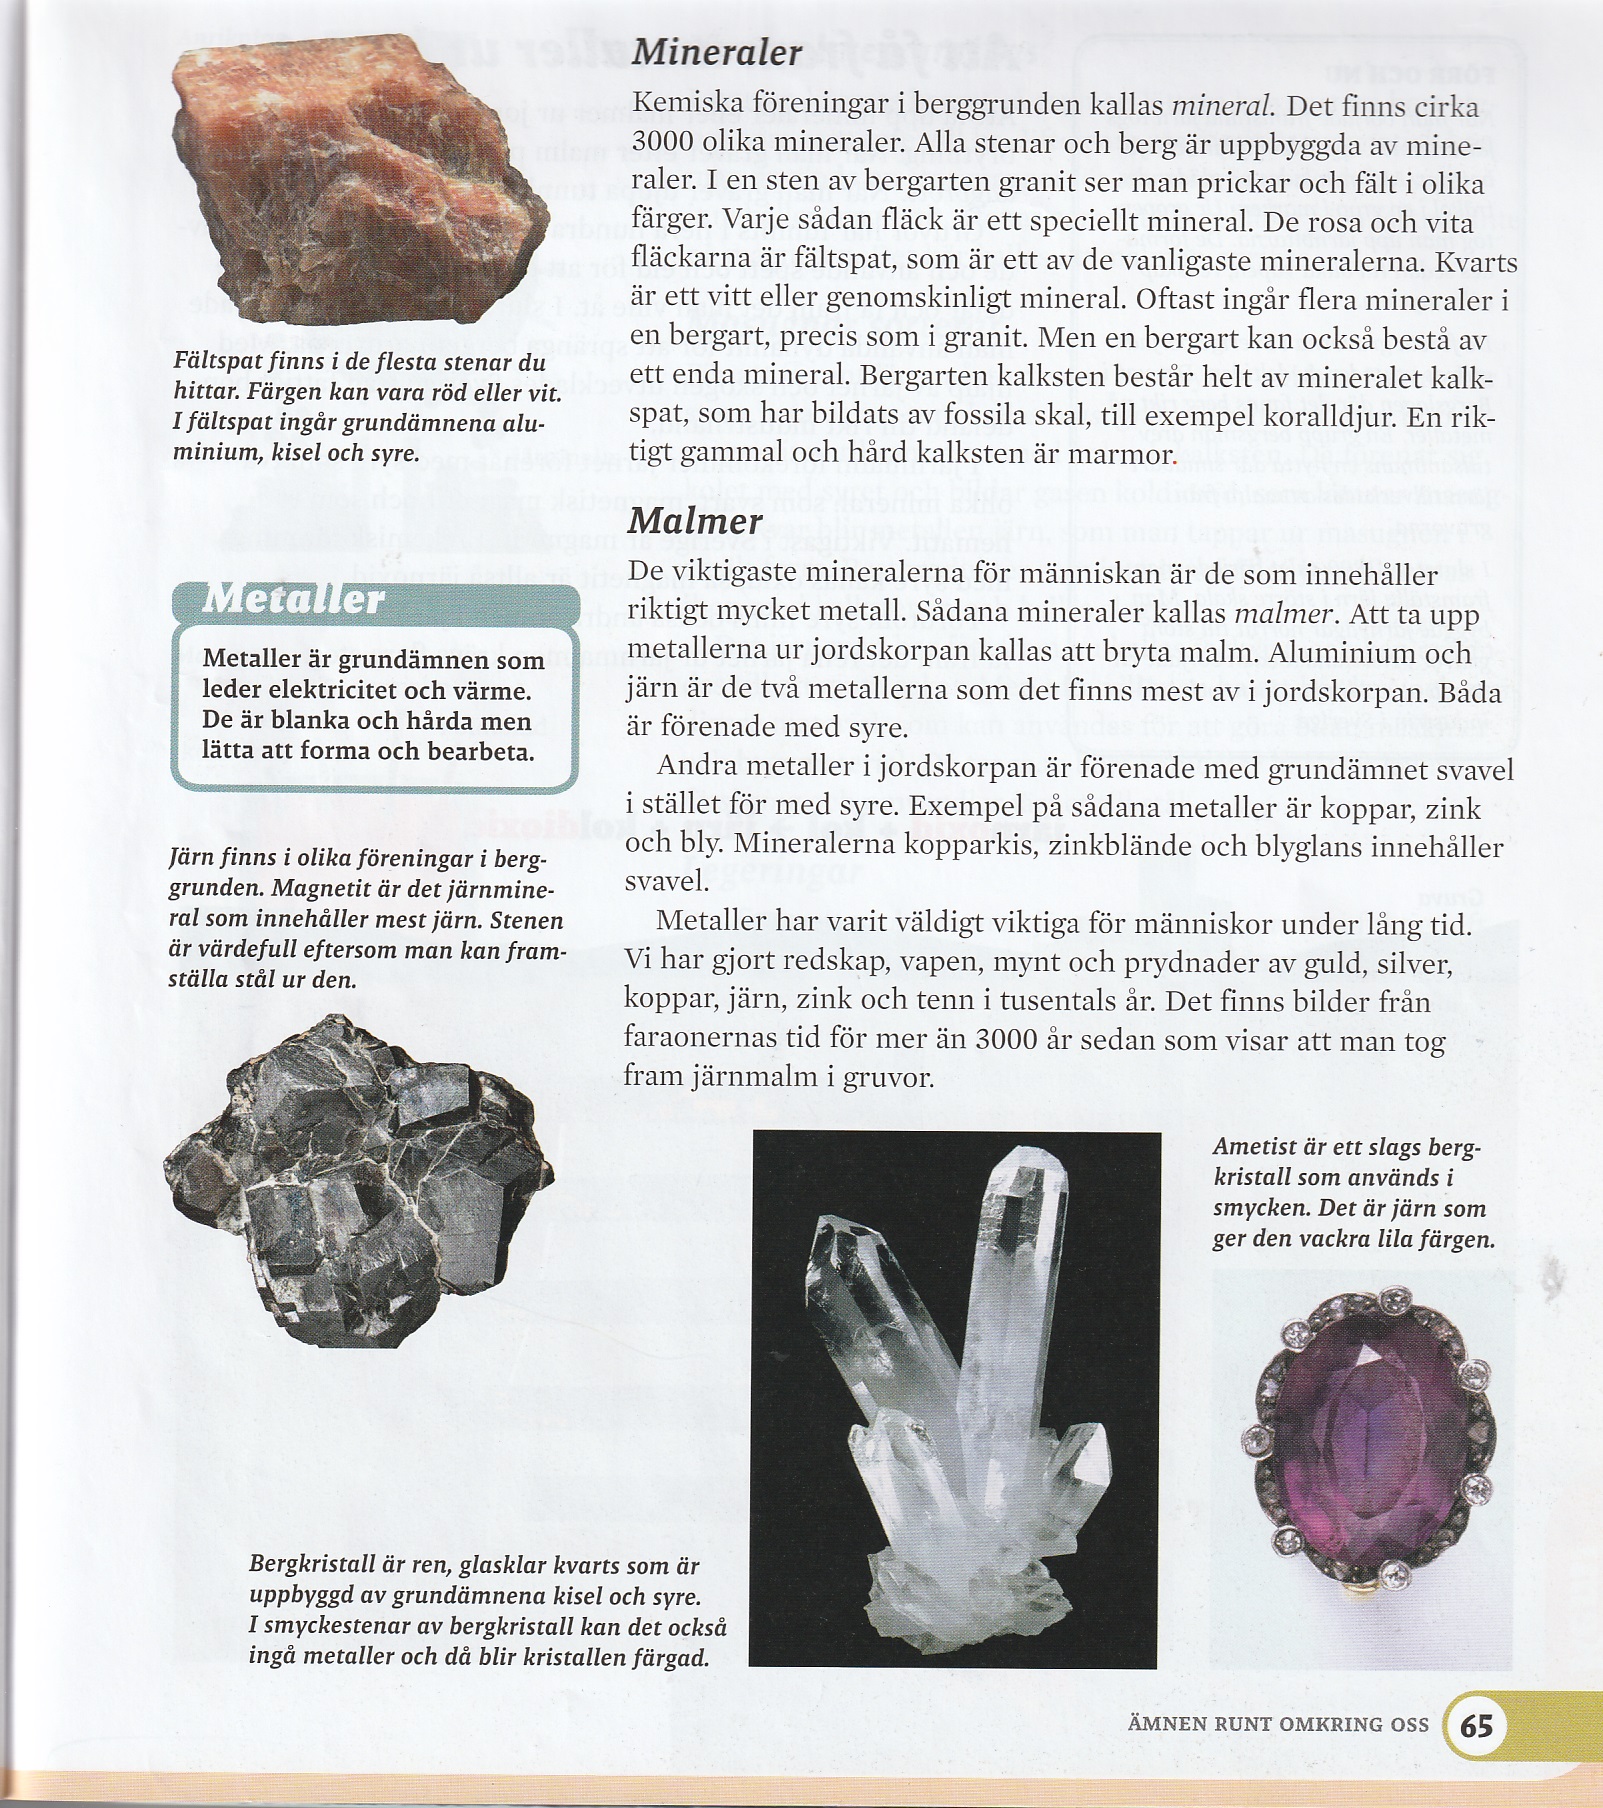 Mineraler
Kemiska föreningar i berggrunden kallas mineral. Det finns cirka
3000 olika mineraler. Alla stenar och berg är uppbyggda av mine-
raler. I en sten av bergarten granit ser man prickar och fält i olika
färger. Varje sådan fläck är ett speciellt mineral. De rosa och vita
fläckarna är fältspat, som är ett av de vanligaste mineralerna. Kvarts
är ett vitt eller genomskinligt mineral. Oftast ingår flera mineraler i
en bergart, precis som i granit. Men en bergart kan också bestå av
ett enda mineral. Bergarten kalksten består helt av mineralet kalk-
spat, som har bildats av fossila skal, till exempel koralldjur. En rik-
tigt gammal och hård kalksten är marmor.
Fältspat finns i de flesta stenar du
hittar. Färgen kan vara röd eller vit.
I fältspat ingår grundämnena alu-
minium, kisel och syre.
Malmer
De viktigaste mineralerna för människan är de som innehåller
riktigt mycket metall. Sådana mineraler kallas malmer. Att ta upp
metallerna ur jordskorpan kallas att bryta malm. Aluminium och
järn är de två metallerna som det finns mest av i jordskorpan. Båda
är förenade med syre.
Andra metaller i jordskorpan är förenade med grundämnet svavel
i stället för med syre. Exempel på sådana metaller är koppar, zink
och bly. Mineralerna kopparkis, zinkblände och blyglans innehåller
svavel.
Metaller har varit väldigt viktiga för människor under lång tid.
Vi har gjort redskap, vapen, mynt och prydnader av guld, silver,
koppar, järn, zink och tenn i tusentals år. Det finns bilder från
faraonernas tid för mer än 3000 år sedan som visar att man tog
fram järnmalm i gruvor.
Metaller
Metaller är grundämnen som
leder elektricitet och värme.
De är blanka och hårda men
lätta att forma och bearbeta.
Järn finns i olika föreningar i berg-
grunden. Magnetit är det järnmine-
ral som innehåller mest järn. Stenen
är värdefull eftersom man kan fram-
ställa stål ur den.
Ametist är ett slags berg-
kristall som används i
smycken. Det är järn som
ger den vackra lila färgen.
Bergkristall är ren, glasklar kvarts som är
uppbyggd av grundämnena kisel och syre.
I smyckestenar av bergkristall kan det också
ingå metaller och då blir kristallen färgad.
ÄMNEN RUNT OMKRING OSS 65